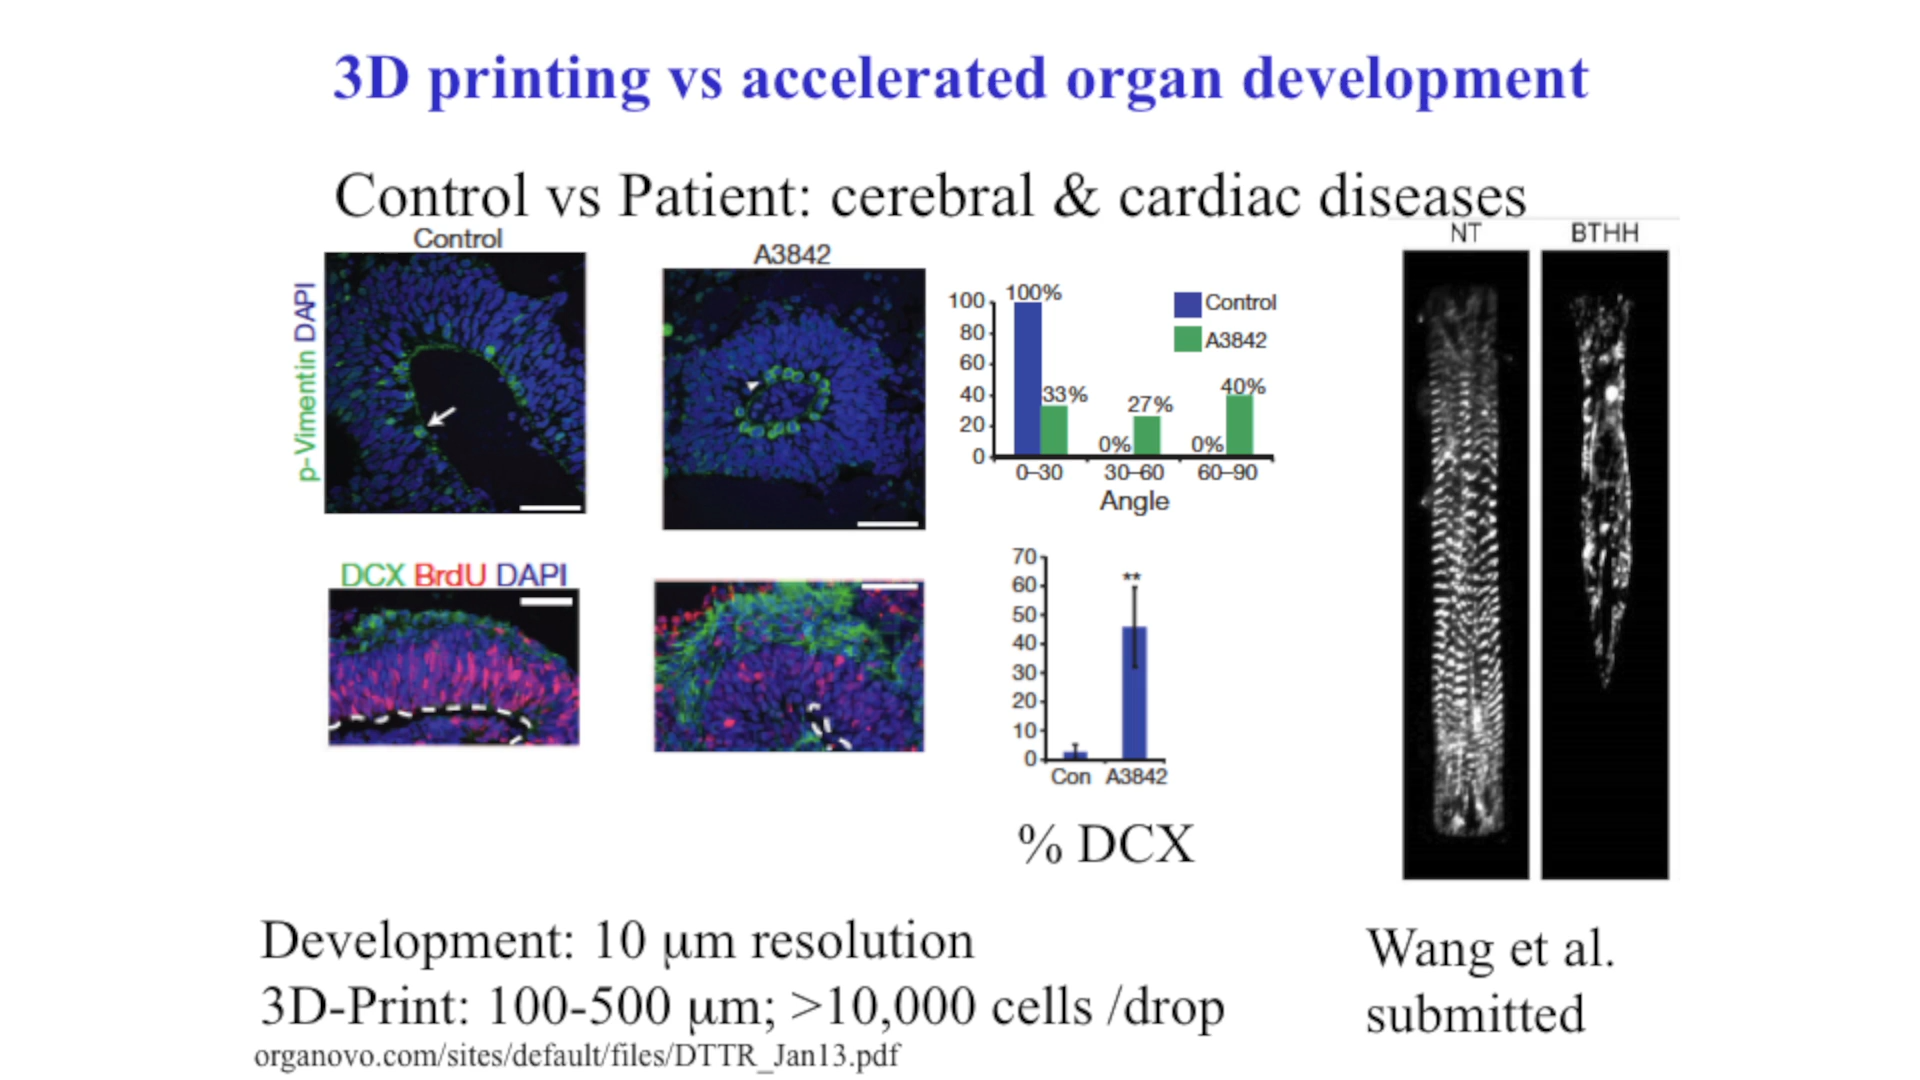 3D printing vs accelerated organ development
Control vs Patient: cerebral & cardiac diseases
Control
A3842
p-Vimentin DAPI
100%
33%
0%
27%
0%
40%
100
80
60
40
20
0
0–30
30–60
60–90
Angle
Control
A3842
NT
BTHH
DCX BrdU DAPI
70
60
50
40
30
20
10
0
**
Con
A3842
% DCX
Development: 10 μm resolution
3D-Print: 100-500 μm; >10,000 cells /drop
organovo.com/sites/default/files/DTTR_Jan13.pdf
Wang et al.
submitted